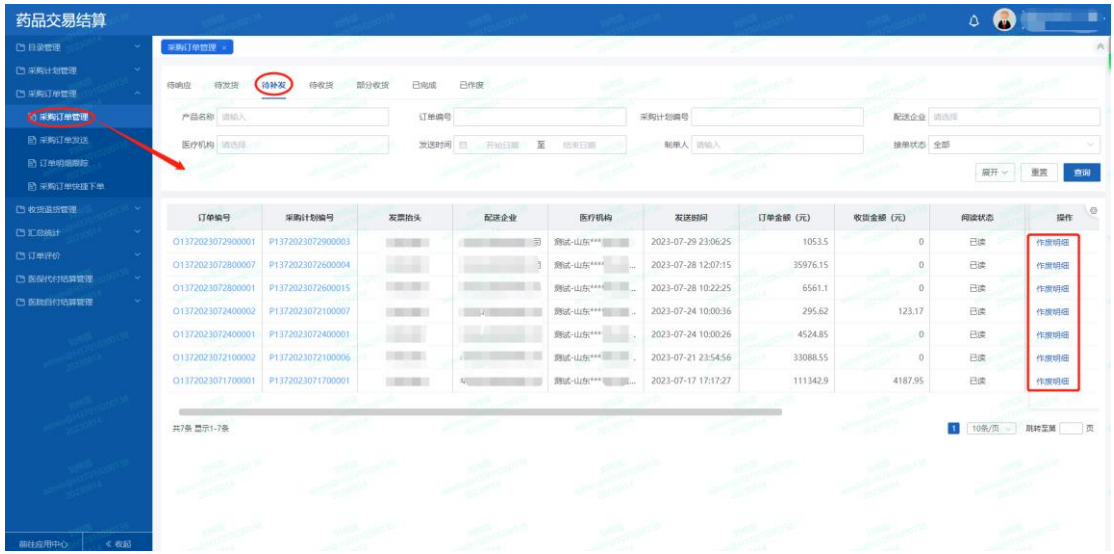 药品交易结算
目录管理
采购计划管理
采购订单管理
采购订单管理
采购订单发送
订单明细跟踪
采购订单快捷下单
收货退货管理
汇总统计
订单评价
医保代付结算管理
医院自付结算管理
前往应用中心 收起
采购订单管理 ×
待响应 待发货 待补发 待收货 部分收货 已完成 已作废
产品名称 请输入 订单编号 采购计划编号 配送企业 请选择
医疗机构 请选择 发送时间 开始日期 至 结束日期 制单人 请输入 接单状态 全部
展开 重置 查询
订单编号 采购计划编号 发票抬头 配送企业 医疗机构 发送时间 订单金额（元） 收货金额（元） 阅读状态 操作
O1372023072900001 P1372023072900003 测试-山东*** 2023-07-29 23:06:25 1053.5 0 已读 作废明细
O1372023072800007 P1372023072600004 测试-山东**** ... 2023-07-28 12:07:15 35976.15 0 已读 作废明细
O1372023072800001 P1372023072600015 测试-山东*** ... 2023-07-28 10:22:25 6561.1 0 已读 作废明细
O1372023072400002 P1372023072100007 测试-山东*** .. 2023-07-24 10:00:36 295.62 123.17 已读 作废明细
O1372023072400001 P1372023072400001 测试-山东*** . 2023-07-24 10:00:26 4524.85 0 已读 作废明细
O1372023072100002 P1372023072100006 测试-山东*** 2023-07-21 23:54:56 33088.55 0 已读 作废明细
O1372023071700001 P1372023071700001 测试-山东*** ... 2023-07-17 17:17:27 111342.9 4187.95 已读 作废明细
共7条 显示1-7条 1 10条/页 跳转至第 页